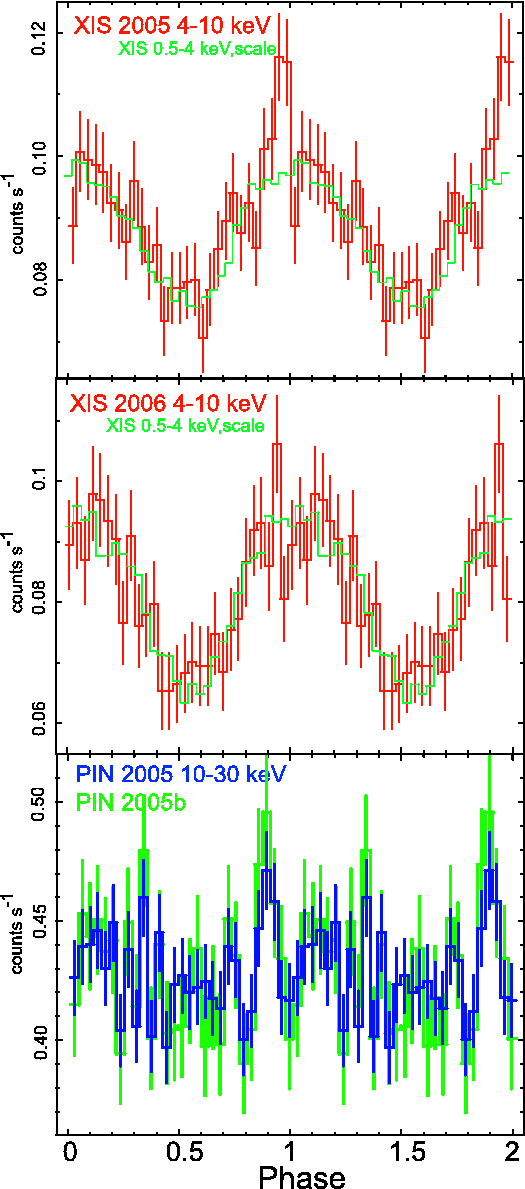 XIS 2005 4-10 keV
XIS 0.5-4 keV,scale
0.12
0.10
0.08
counts s⁻¹
XIS 2006 4-10 keV
XIS 0.5-4 keV,scale
0.1
0.08
0.06
counts s⁻¹
PIN 2005 10-30 keV
PIN 2005b
0.50
0.45
0.40
counts s⁻¹
0 0.5 1 1.5 2
Phase